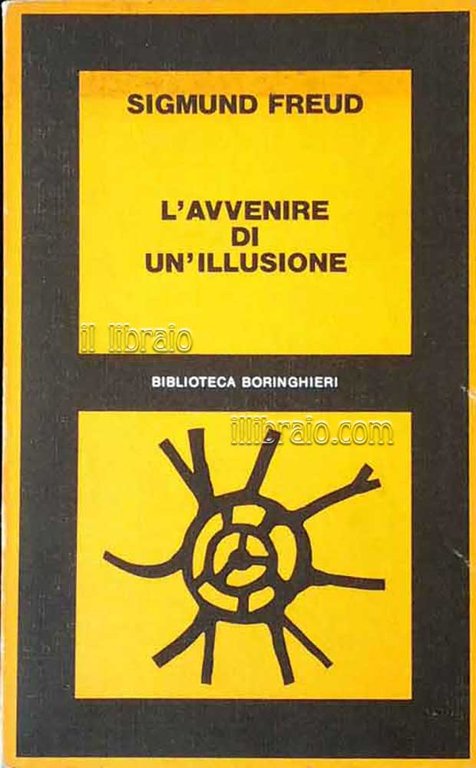 SIGMUND FREUD
L'AVVENIRE
DI
UN'ILLUSIONE
il libraio
BIBLIOTECA BORINGHIERI
illibraio.com